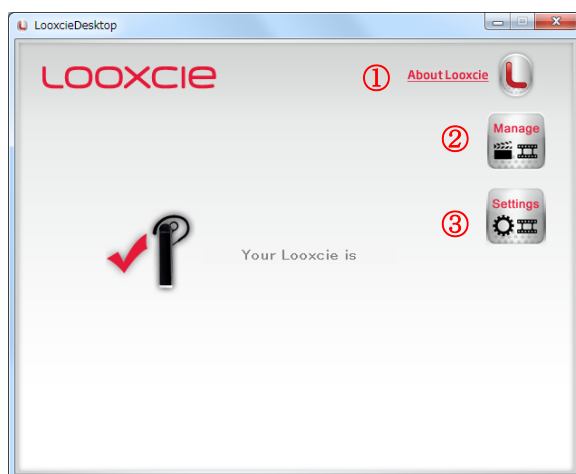 LooxcieDesktop
LOOXCIE
① About Looxcie
② Manage
③ Settings
Your Looxcie is